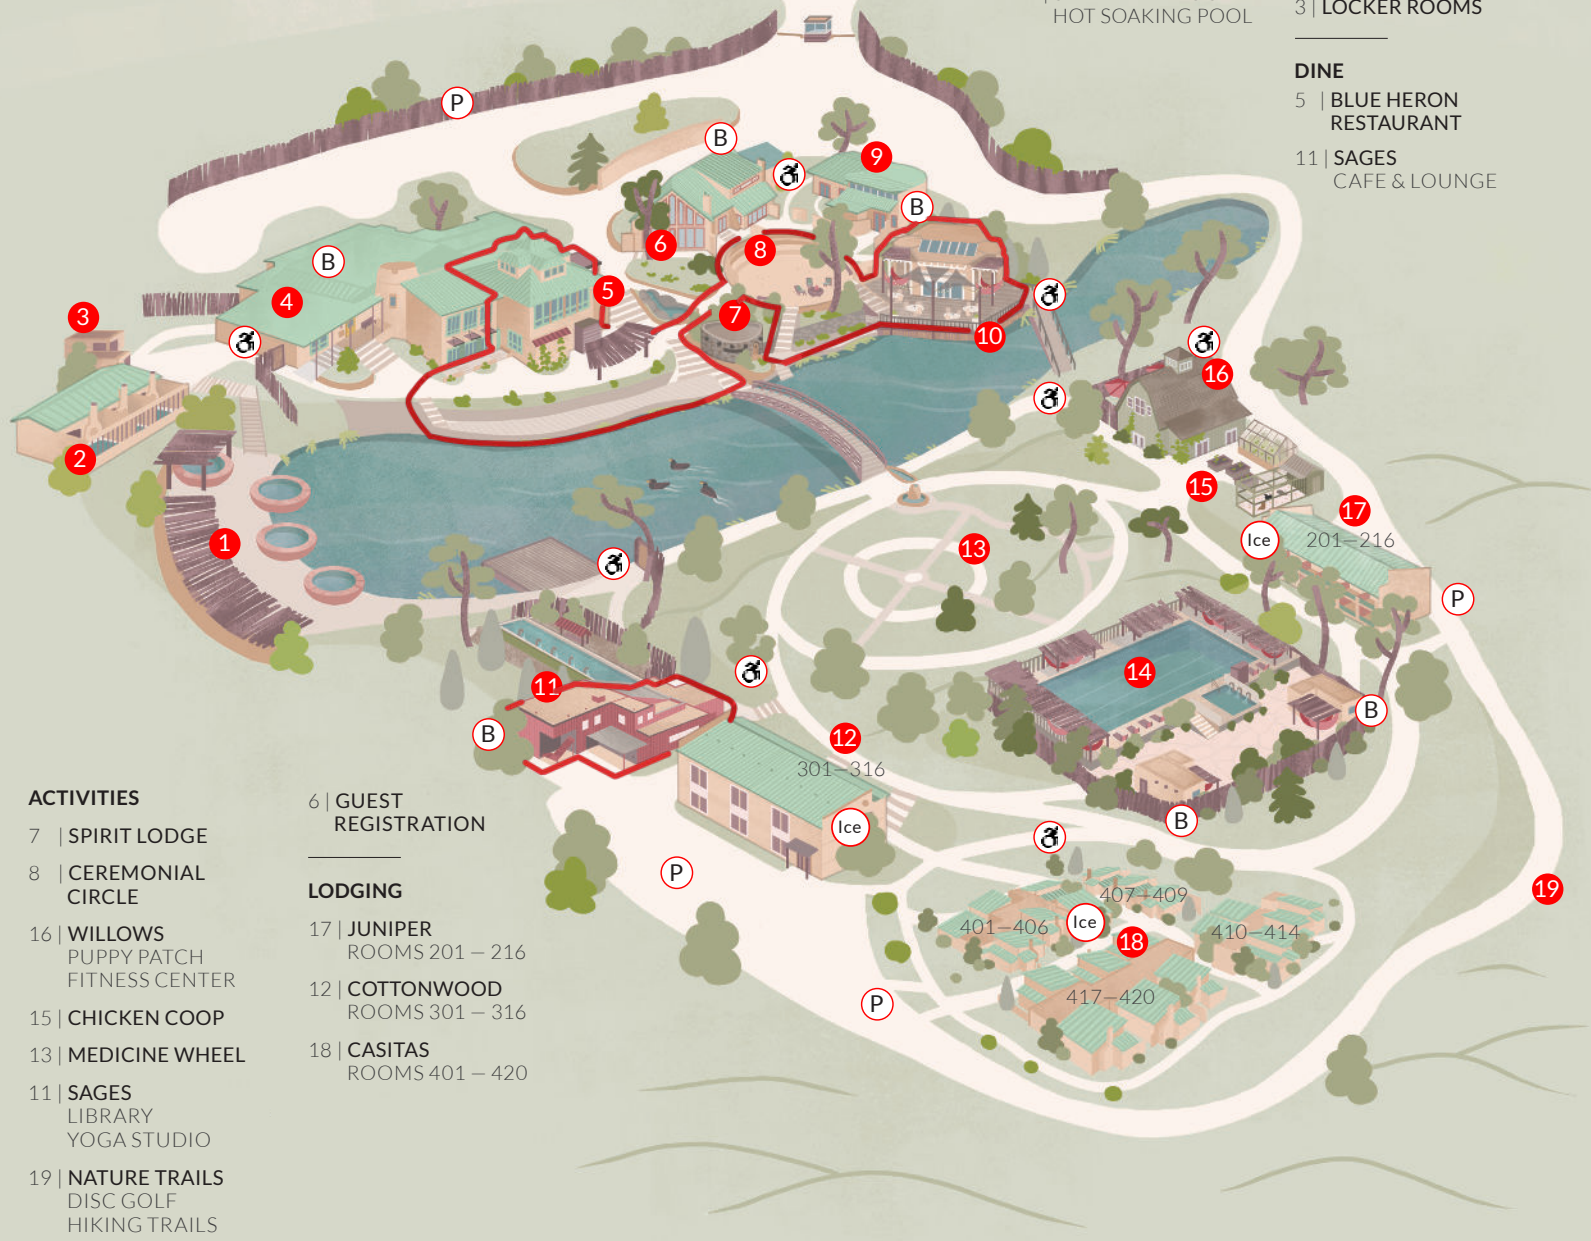 HOT SOAKING POOL
3 | LOCKER ROOMS
DINE
5 | BLUE HERON
RESTAURANT
11 | SAGES
CAFE & LOUNGE
P
B
9
B
6
8
B
5
4
7
3
10
16
2
15
17
1
Ice
201—216
13
P
14
11
B
B
12
301—316
Ice
B
P
19
407—409
401—406
Ice
410—414
18
417—420
P
ACTIVITIES
7 | SPIRIT LODGE
8 | CEREMONIAL
CIRCLE
16 | WILLOWS
PUPPY PATCH
FITNESS CENTER
15 | CHICKEN COOP
13 | MEDICINE WHEEL
11 | SAGES
LIBRARY
YOGA STUDIO
19 | NATURE TRAILS
DISC GOLF
HIKING TRAILS
6 | GUEST
REGISTRATION
LODGING
17 | JUNIPER
ROOMS 201 — 216
12 | COTTONWOOD
ROOMS 301 — 316
18 | CASITAS
ROOMS 401 — 420